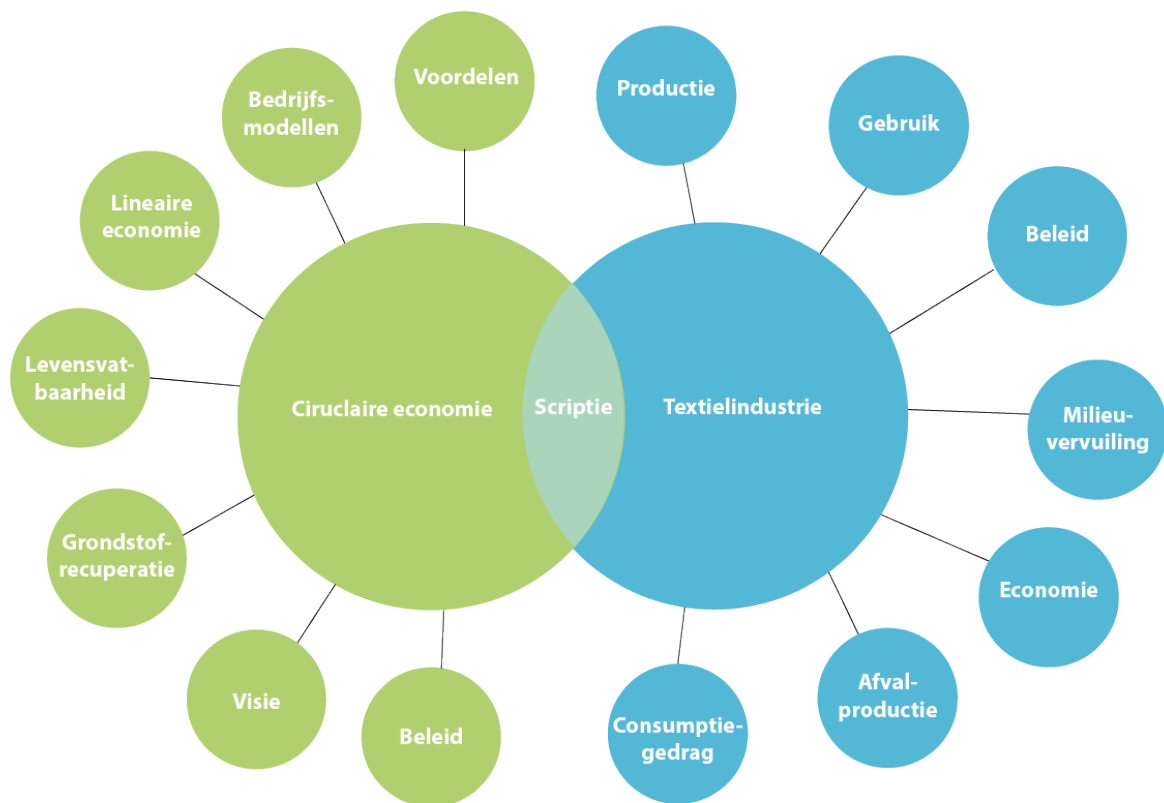 Voordelen
Bedrijfs-
modellen
Lineaire
economie
Levensvat-
baarheid
Grondstof-
recuperatie
Visie
Beleid
Ciruclaire economie
Scriptie
Textielindustrie
Productie
Gebruik
Beleid
Milieu-
vervuiling
Economie
Afval-
productie
Consumptie-
gedrag